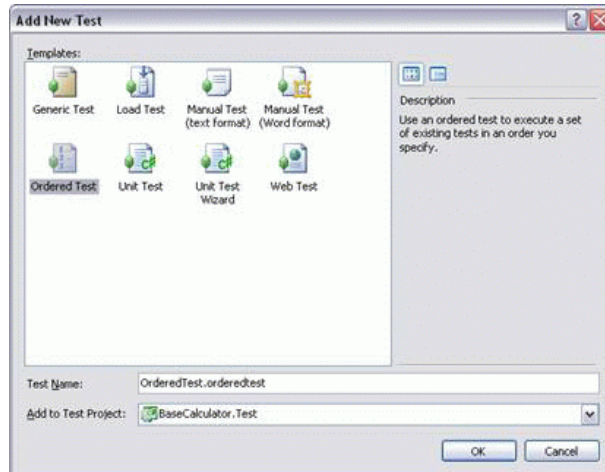 Add New Test
Templates:
Generic Test
Load Test
Manual Test
(text format)
Manual Test
(Word format)
Ordered Test
Unit Test
Unit Test
Wizard
Web Test
Description
Use an ordered test to execute a set
of existing tests in an order you
specify.
Test Name:
OrderedTest.orderedtest
Add to Test Project:
BaseCalculator.Test
OK
Cancel